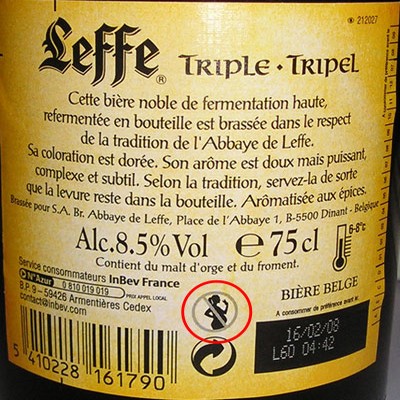 212027
Leffe ® TRIPLE · TRIPEL
Cette bière noble de fermentation haute,
refermentée en bouteille est brassée dans le respect
de la tradition de l'Abbaye de Leffe.
Sa coloration est dorée. Son arôme est doux mais puissant,
complexe et subtil. Selon la tradition, servez-la de sorte
que la levure reste dans la bouteille. Arômatisée aux épices.
Brassée pour S.A. Br. Abbaye de Leffe, Place de l'Abbaye 1, B-5500 Dinant - Belgique
Alc.8.5%Vol e 75 cl 6-8°c
Contient du malt d'orge et du froment.
Service consommateurs InBev France
N°Azur 0 810 019 019 PRIX APPEL LOCAL
B.P. 9 – 59426 Armentières Cedex
contact@inbev.com
BIÈRE BELGE
A consommer de préférence avant le
16/02/08
L60 04:42
5 410228 161790